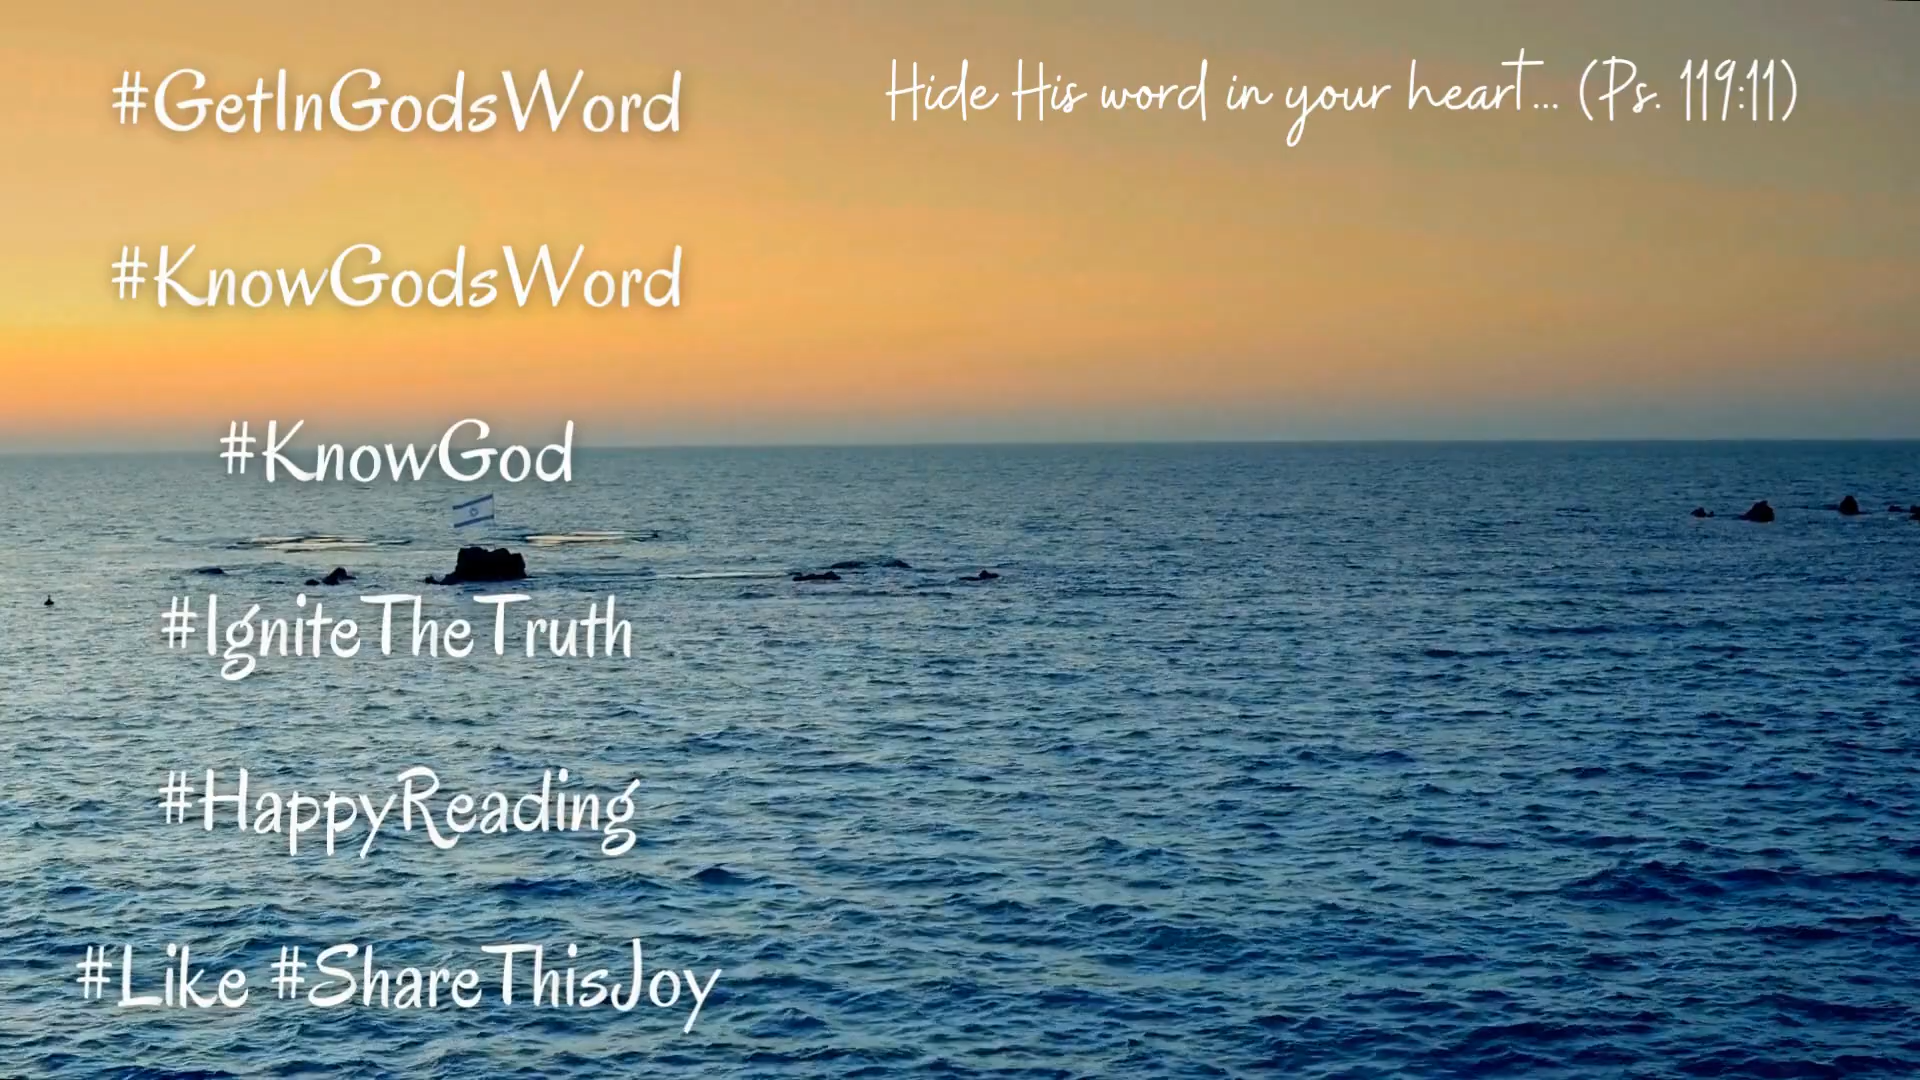 #GetInGodsWord
Hide His word in your heart... (Ps. 119:11)
#KnowGodsWord
#KnowGod
#IgniteTheTruth
#HappyReading
#Like #ShareThisJoy